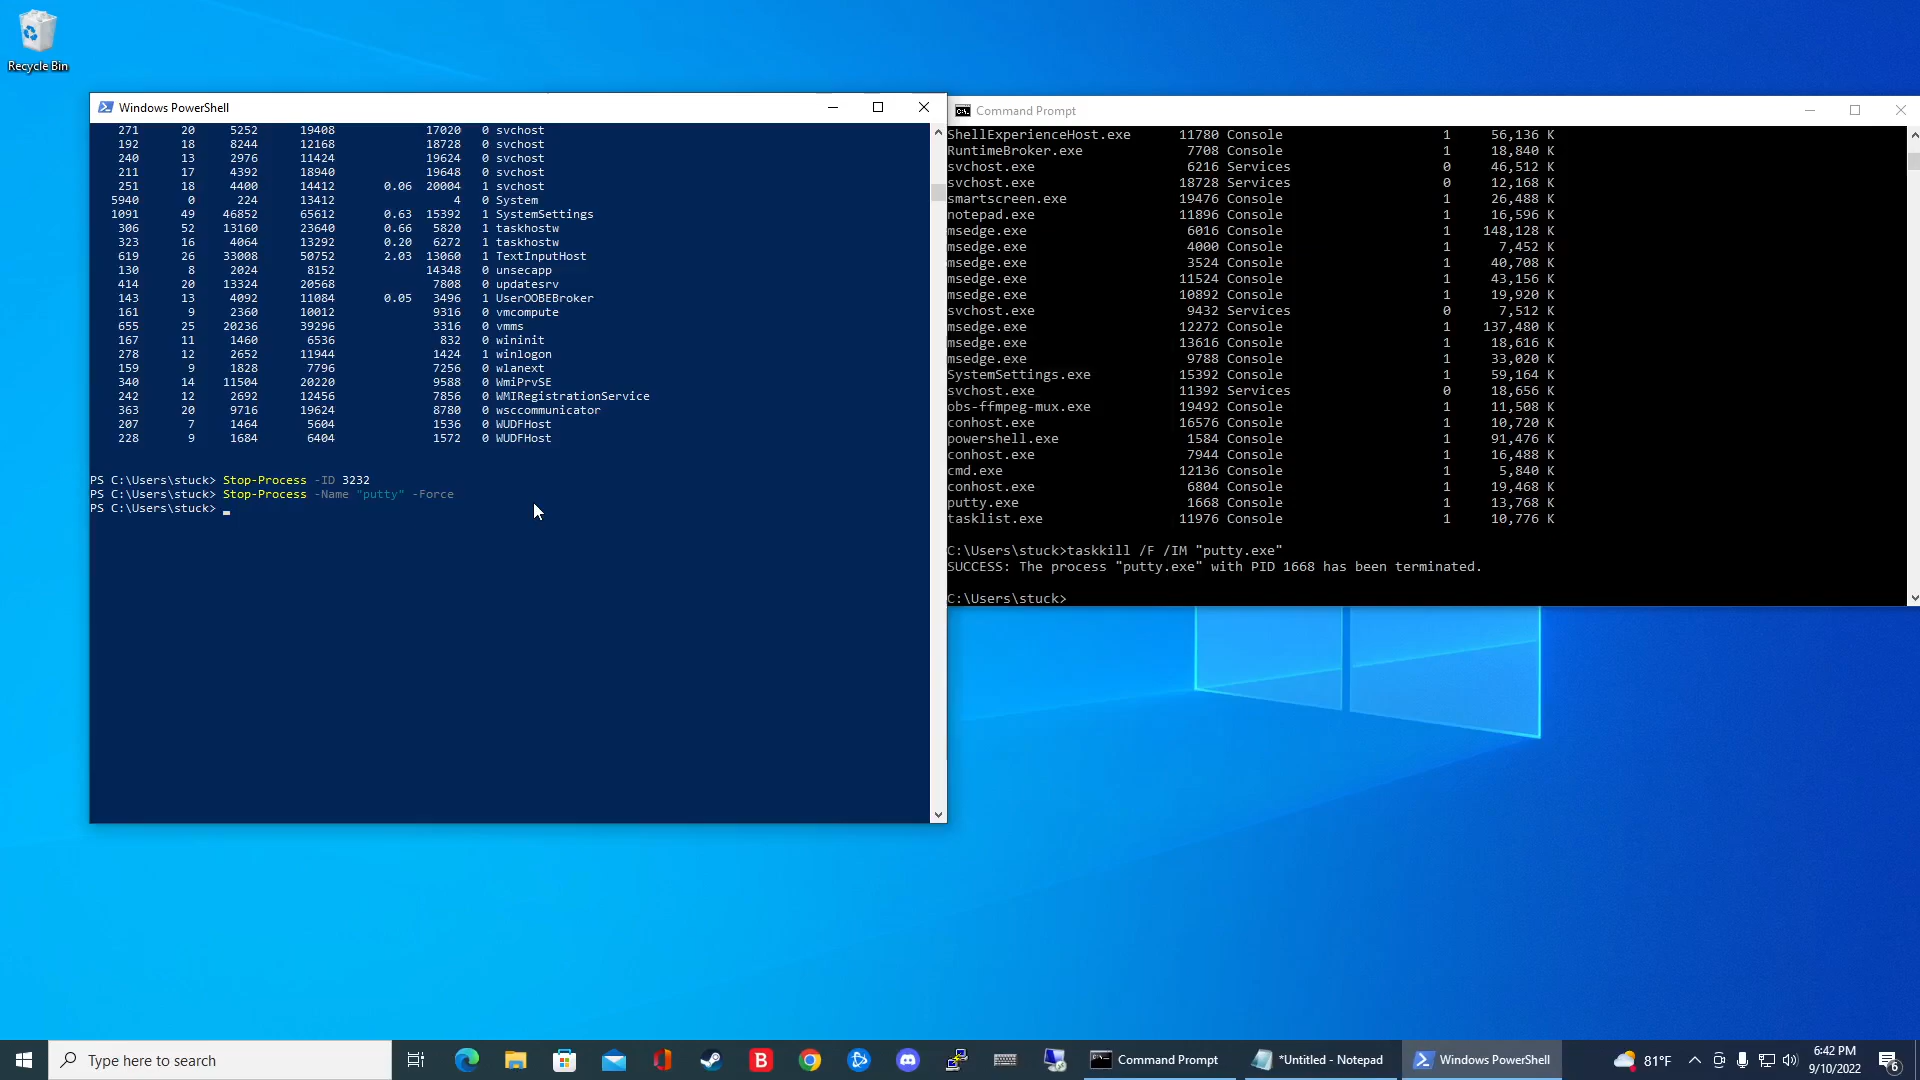 Recycle Bin
Windows PowerShell
271 20 5252 19408 17020 0 svchost
192 18 8244 12168 18728 0 svchost
240 13 2976 11424 19624 0 svchost
211 17 4392 18940 19648 0 svchost
251 18 4400 14412 0.06 20004 1 svchost
5940 0 224 13412 4 0 System
1091 49 46852 65612 0.63 15392 1 SystemSettings
306 52 13160 23640 0.66 5820 1 taskhostw
323 16 4064 13292 0.20 6272 1 taskhostw
619 26 33008 50752 2.03 13060 1 TextInputHost
130 8 2024 8152 14348 0 unsecapp
414 20 13324 20568 7808 0 updatesrv
143 13 4092 11084 0.05 3496 1 UserOOBEBroker
161 9 2360 10012 9316 0 vmcompute
655 25 20236 39296 3316 0 vmms
167 11 1460 6536 832 0 wininit
278 12 2652 11944 1424 1 winlogon
159 9 1828 7796 7256 0 wlanext
340 14 11504 20220 9588 0 WmiPrvSE
242 12 2692 12456 7856 0 WMIRegistrationService
363 20 9716 19624 8780 0 wsccommunicator
207 7 1464 5604 1536 0 WUDFHost
228 9 1684 6404 1572 0 WUDFHost
PS C:\Users\stuck> Stop-Process -ID 3232
PS C:\Users\stuck> Stop-Process -Name "putty" -Force
PS C:\Users\stuck> _
Command Prompt
ShellExperienceHost.exe 11780 Console 1 56,136 K
RuntimeBroker.exe 7708 Console 1 18,840 K
svchost.exe 6216 Services 0 46,512 K
svchost.exe 18728 Services 0 12,168 K
smartscreen.exe 19476 Console 1 26,488 K
notepad.exe 11896 Console 1 16,596 K
msedge.exe 6016 Console 1 148,128 K
msedge.exe 4000 Console 1 7,452 K
msedge.exe 3524 Console 1 40,708 K
msedge.exe 11524 Console 1 43,156 K
msedge.exe 10892 Console 1 19,920 K
svchost.exe 9432 Services 0 7,512 K
msedge.exe 12272 Console 1 137,480 K
msedge.exe 13616 Console 1 18,616 K
msedge.exe 9788 Console 1 33,020 K
SystemSettings.exe 15392 Console 1 59,164 K
svchost.exe 11392 Services 0 18,656 K
obs-ffmpeg-mux.exe 19492 Console 1 11,508 K
conhost.exe 16576 Console 1 10,720 K
powershell.exe 1584 Console 1 91,476 K
conhost.exe 7944 Console 1 16,488 K
cmd.exe 12136 Console 1 5,840 K
conhost.exe 6804 Console 1 19,468 K
putty.exe 1668 Console 1 13,768 K
tasklist.exe 11976 Console 1 10,776 K
C:\Users\stuck>taskkill /F /IM "putty.exe"
SUCCESS: The process "putty.exe" with PID 1668 has been terminated.
C:\Users\stuck>
Type here to search
Command Prompt
*Untitled - Notepad
Windows PowerShell
81°F
6:42 PM
9/10/2022
6